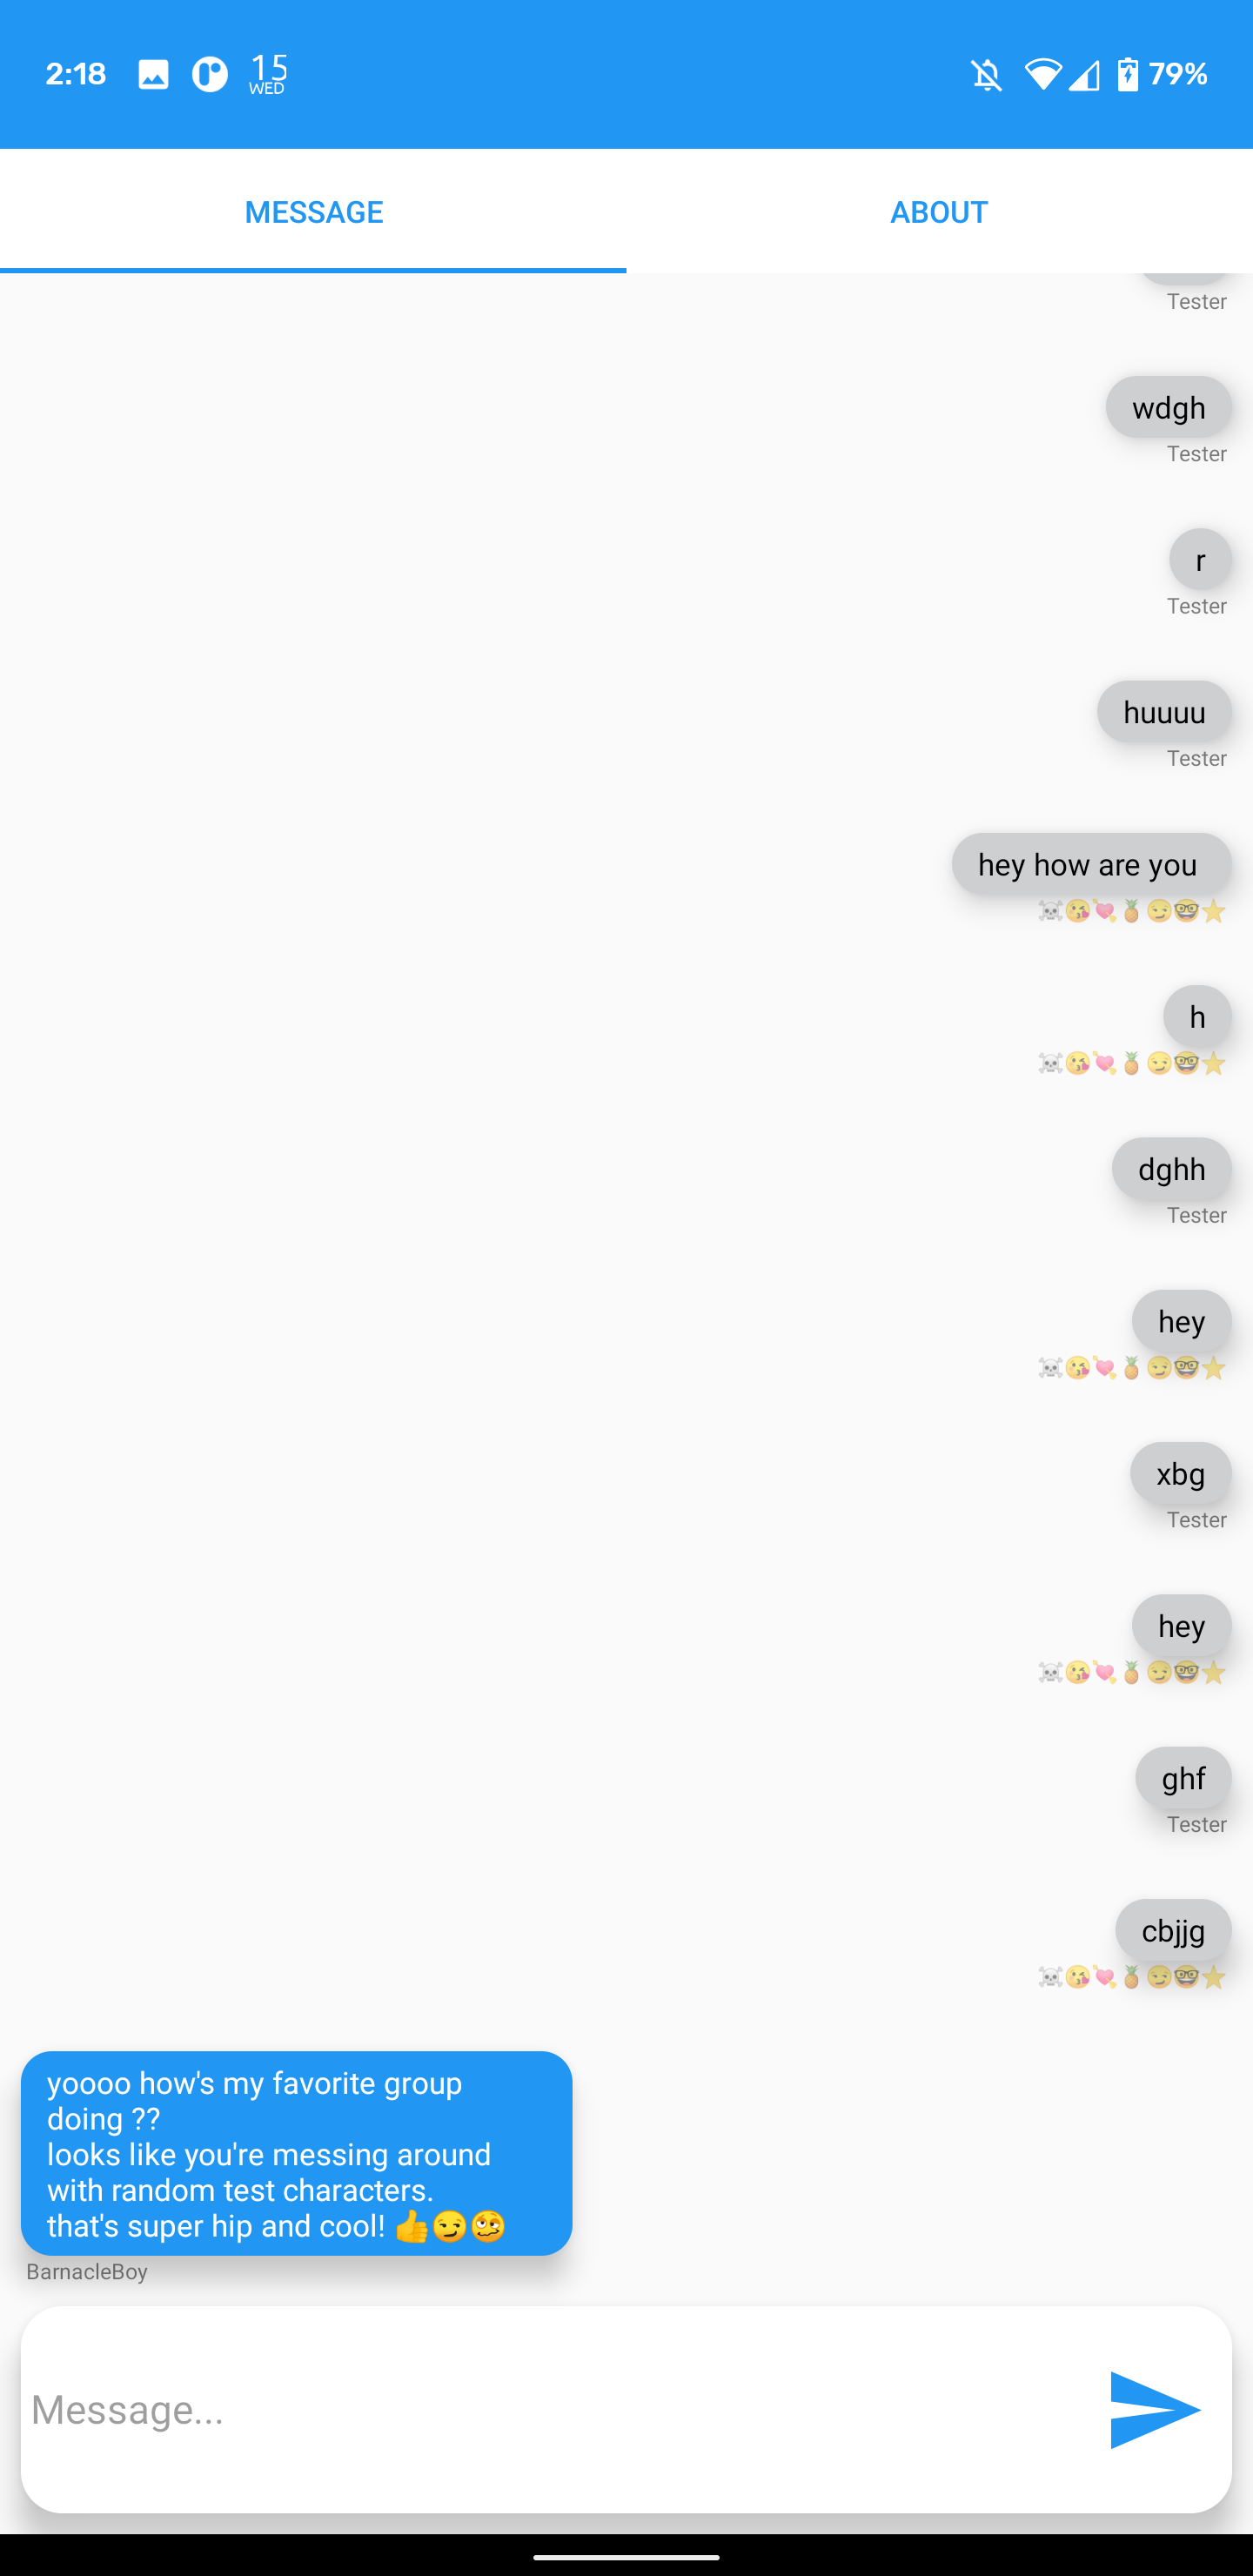 2:18 15 79%
WED
MESSAGE ABOUT
Tester
wdgh
Tester
r
Tester
huuuu
Tester
hey how are you
☠️😘💘🍍😏🤓⭐
h
☠️😘💘🍍😏🤓⭐
dghh
Tester
hey
☠️😘💘🍍😏🤓⭐
xbg
Tester
hey
☠️😘💘🍍😏🤓⭐
ghf
Tester
cbjjg
☠️😘💘🍍😏🤓⭐
yoooo how's my favorite group
doing ??
looks like you're messing around
with random test characters.
that's super hip and cool! 👍😏🥴
BarnacleBoy
Message...